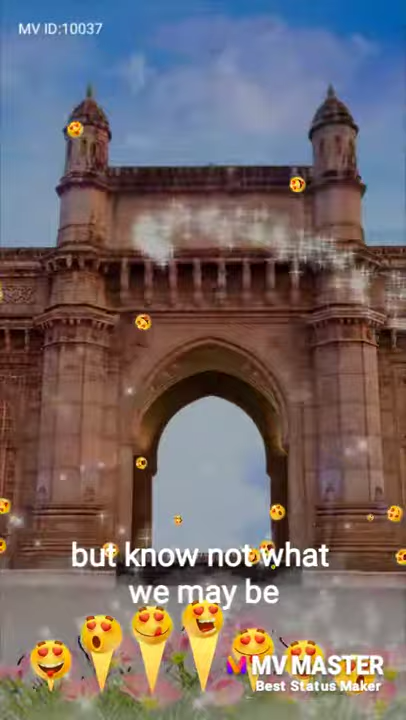 MV ID:10037
but know not what
we may be
MV MASTER
Best Status Maker